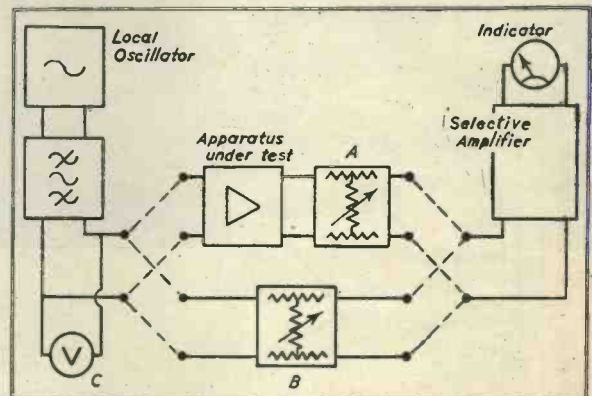 Local
Oscillator
Indicator
Selective
Amplifier
Apparatus
under test
A
B
V
C